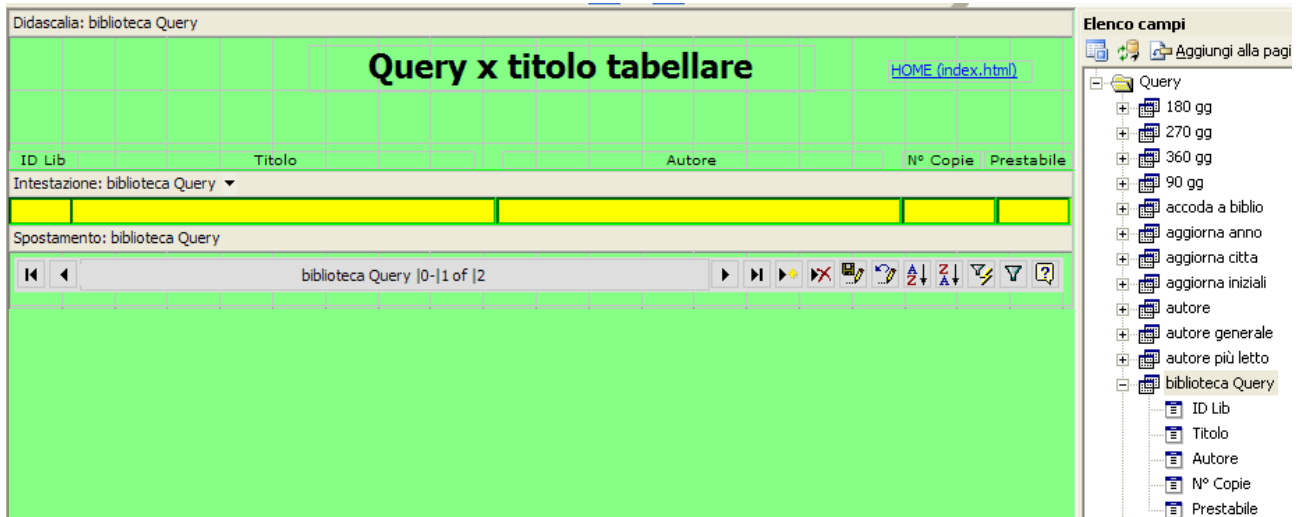 Didascalia: biblioteca Query
Query x titolo tabellare
HOME (index.html)
ID Lib Titolo Autore N° Copie Prestabile
Intestazione: biblioteca Query
Spostamento: biblioteca Query
biblioteca Query |0-|1 of |2
Elenco campi
Aggiungi alla pagi
Query
180 gg
270 gg
360 gg
90 gg
accoda a biblio
aggiorna anno
aggiorna citta
aggiorna iniziali
autore
autore generale
autore più letto
biblioteca Query
ID Lib
Titolo
Autore
N° Copie
Prestabile